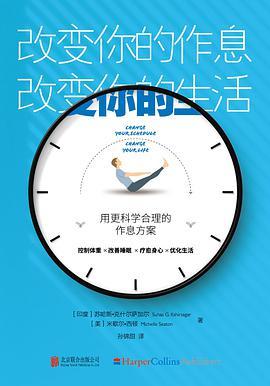 改变你的作息
改变你的生活
CHANGE
YOUR SCHEDULE
CHANGE
YOUR LIFE
用更科学合理的
作息方案
控制体重×改善睡眠×疗愈身心×优化生活
[印度]苏哈斯·克什尔萨加尔 Suhas G. Kshirsagar
[美]米歇尔·西顿 Michelle Seaton
著
孙锦甜 译
北京联合出版公司
HarperCollins Publishers